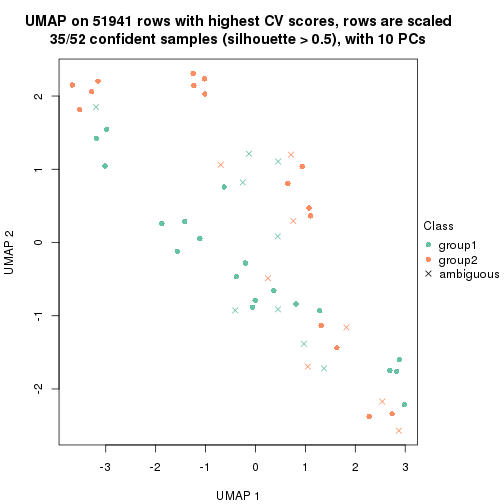 UMAP on 51941 rows with highest CV scores, rows are scaled
35/52 confident samples (silhouette > 0.5), with 10 PCs
2
1
0
-1
-2
UMAP 2
-3
-2
-1
0
1
2
3
UMAP 1
Class
group1
group2
ambiguous